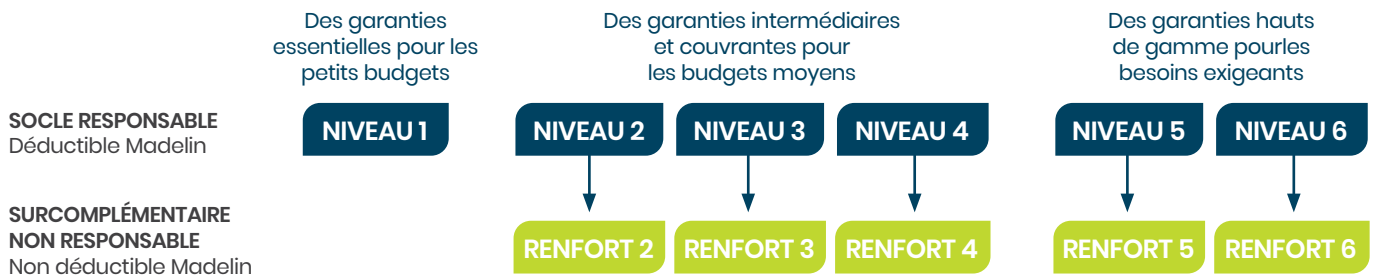 Des garanties
essentielles pour les
petits budgets
Des garanties intermédiaires
et couvrantes pour
les budgets moyens
Des garanties hauts
de gamme pourles
besoins exigeants
SOCLE RESPONSABLE
Déductible Madelin
NIVEAU 1
NIVEAU 2
NIVEAU 3
NIVEAU 4
NIVEAU 5
NIVEAU 6
SURCOMPLÉMENTAIRE
NON RESPONSABLE
Non déductible Madelin
RENFORT 2
RENFORT 3
RENFORT 4
RENFORT 5
RENFORT 6